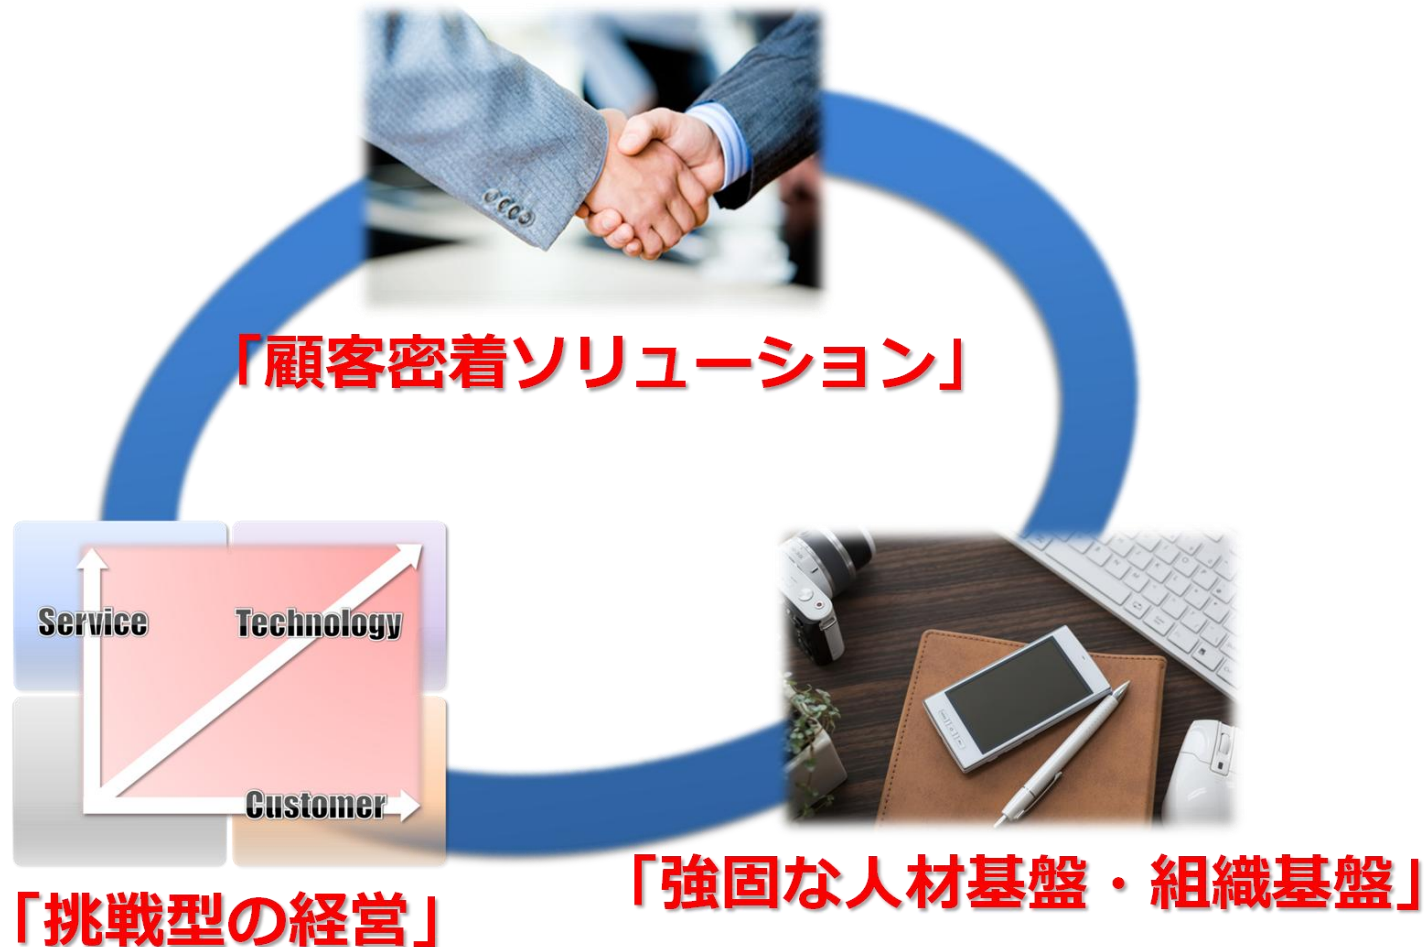 「顧客密着ソリューション」
Service
Technology
Customer
「強固な人材基盤・組織基盤」
「挑戦型の経営」